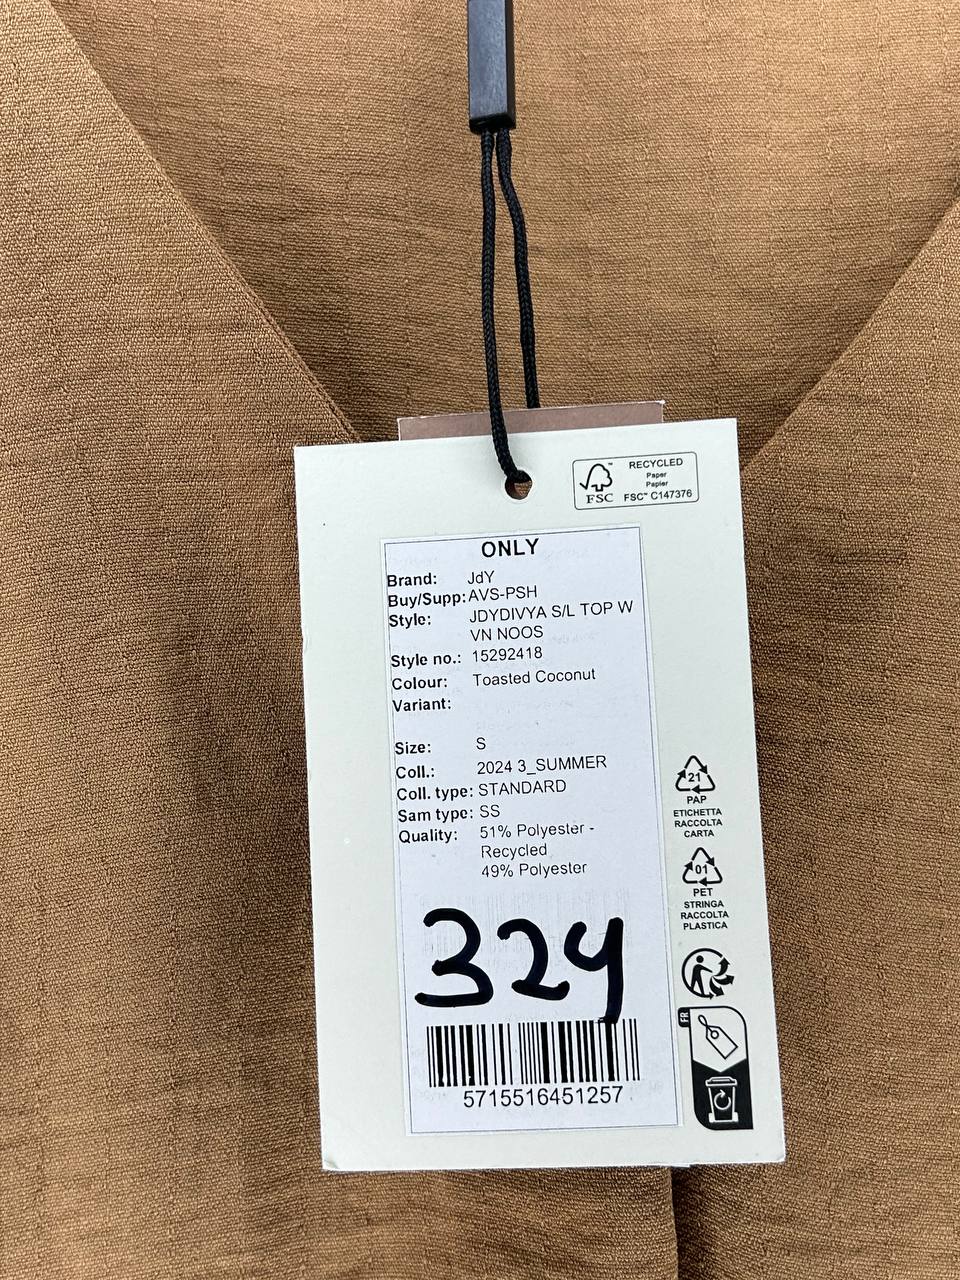 RECYCLED
Paper
Papier
FSC™ C147376
FSC™
ONLY
Brand: JdY
Buy/Supp: AVS-PSH
Style: JDYDIVYA S/L TOP W
VN NOOS
Style no.: 15292418
Colour: Toasted Coconut
Variant:
Size: S
Coll.: 2024 3_SUMMER
Coll. type: STANDARD
Sam type: SS
Quality: 51% Polyester -
Recycled
49% Polyester
324
5715516451257
21
PAP
ETICHETTA
RACCOLTA
CARTA
01
PET
STRINGA
RACCOLTA
PLASTICA
FR